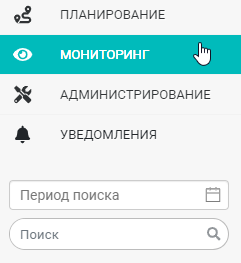 ПЛАНИРОВАНИЕ
МОНИТОРИНГ
АДМИНИСТРИРОВАНИЕ
УВЕДОМЛЕНИЯ
Период поиска
Поиск